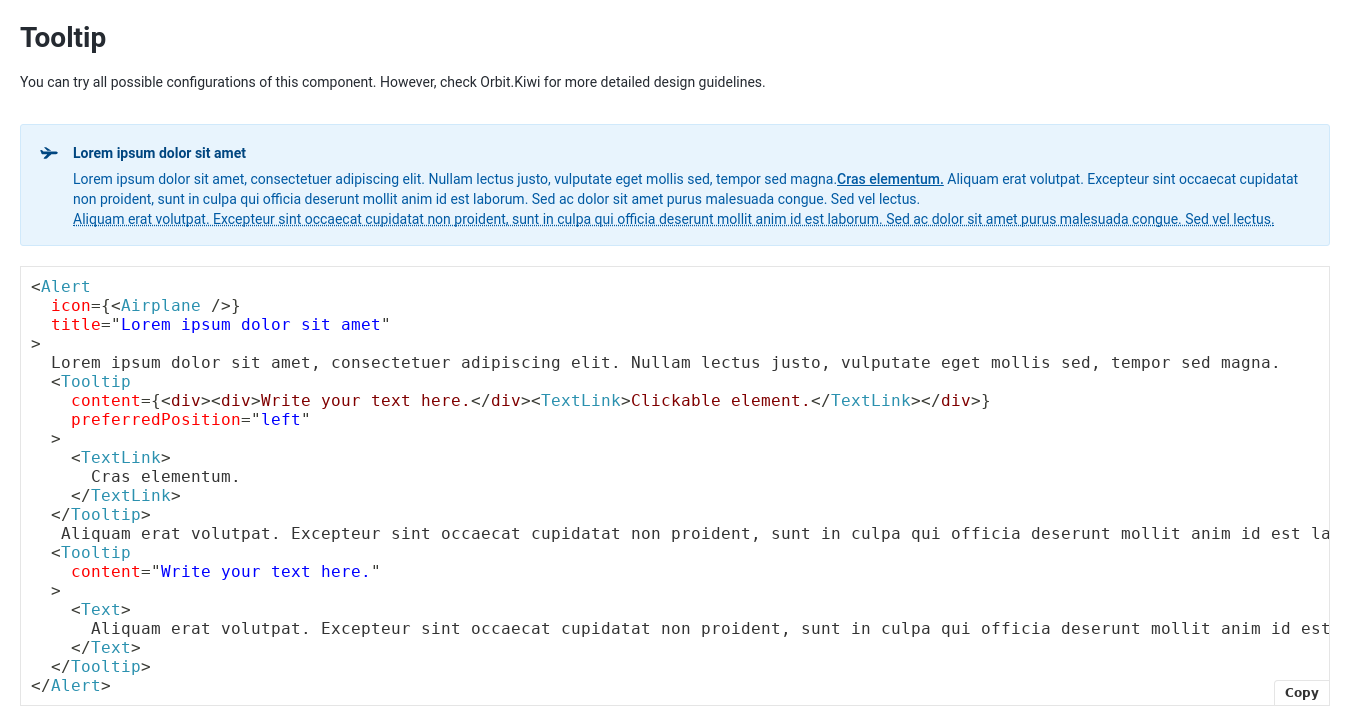 Tooltip
You can try all possible configurations of this component. However, check Orbit.Kiwi for more detailed design guidelines.
Lorem ipsum dolor sit amet
Lorem ipsum dolor sit amet, consectetuer adipiscing elit. Nullam lectus justo, vulputate eget mollis sed, tempor sed magna.Cras elementum. Aliquam erat volutpat. Excepteur sint occaecat cupidatat
non proident, sunt in culpa qui officia deserunt mollit anim id est laborum. Sed ac dolor sit amet purus malesuada congue. Sed vel lectus.
Aliquam erat volutpat. Excepteur sint occaecat cupidatat non proident, sunt in culpa qui officia deserunt mollit anim id est laborum. Sed ac dolor sit amet purus malesuada congue. Sed vel lectus.
<Alert
  icon={<Airplane />}
  title="Lorem ipsum dolor sit amet"
>
  Lorem ipsum dolor sit amet, consectetuer adipiscing elit. Nullam lectus justo, vulputate eget mollis sed, tempor sed magna.
  <Tooltip
    content={<div><div>Write your text here.</div><TextLink>Clickable element.</TextLink></div>}
    preferredPosition="left"
  >
    <TextLink>
      Cras elementum.
    </TextLink>
  </Tooltip>
   Aliquam erat volutpat. Excepteur sint occaecat cupidatat non proident, sunt in culpa qui officia deserunt mollit anim id est la
  <Tooltip
    content="Write your text here."
  >
    <Text>
      Aliquam erat volutpat. Excepteur sint occaecat cupidatat non proident, sunt in culpa qui officia deserunt mollit anim id est
    </Text>
  </Tooltip>
</Alert>
Copy